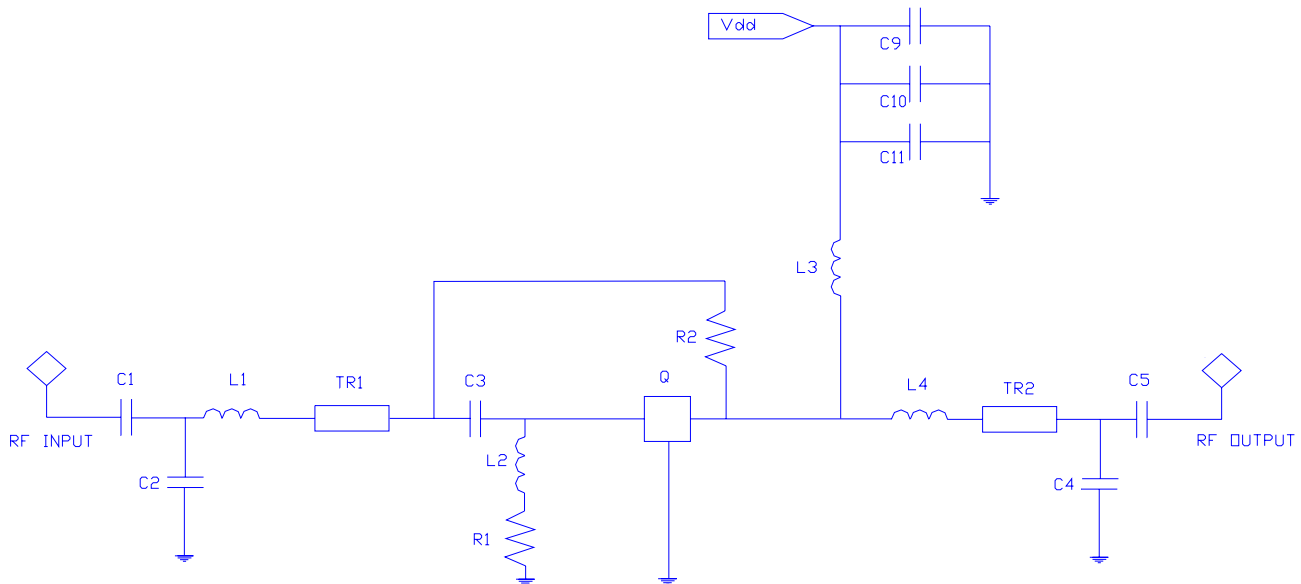 Vdd
C9
C10
C11
L3
R2
C1
L1
TR1
C3
Q
L4
TR2
C5
RF INPUT
RF OUTPUT
C2
L2
C4
R1